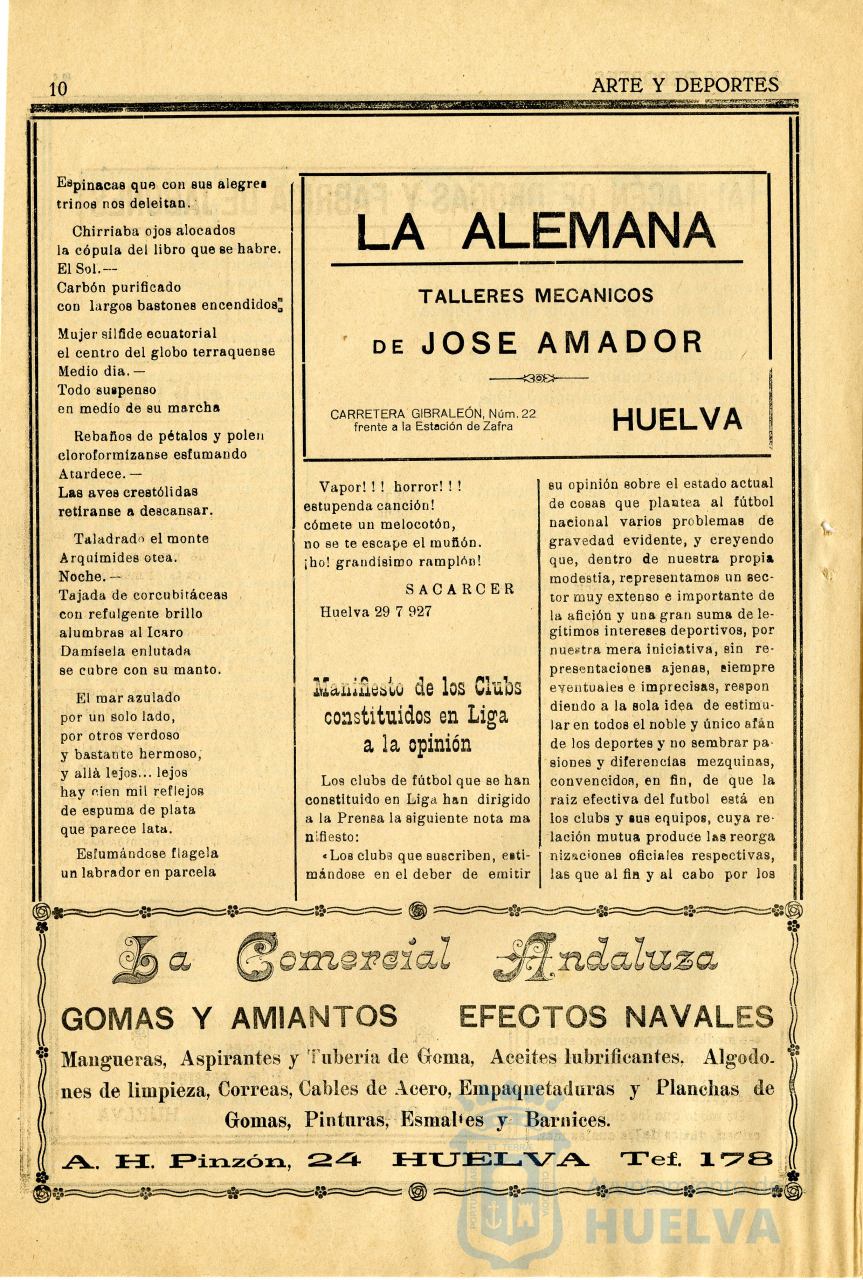 10
ARTE Y DEPORTES
Espinacas que con sus alegres
trinos nos deleitan.
Chirriaba ojos alocados
la cópula del libro que se habre.
El Sol.—
Carbón purificado
con largos bastones encendidos
Mujer silfide ecuatorial
el centro del globo terraquense
Medio dia.—
Todo suspenso
en medio de su marcha
Rebaños de pétalos y polen
cloroformizanse esfumando
Atardece.—
Las aves crestólidas
retiranse a descansar.
Taladrado el monte
Arquimides otea.
Noche.—
Tajada de corcubitáceas
con refulgente brillo
alumbras al Icaro
Damisela enlutada
se cubre con su manto.
El mar azulado
por un solo lado,
por otros verdoso
y bastante hermoso,
y allà lejos... lejos
hay cien mil reflejos
de espuma de plata
que parece lata.
Esfumándose flagela
un labrador en parcela
LA ALEMANA
TALLERES MECANICOS
DE JOSE AMADOR
CARRETERA GIBRALEÓN, Núm. 22
frente a la Estación de Zafra
HUELVA
Vapor!!! horror!!!
estupenda canción!
cómete un melocotón,
no se te escape el muñón.
¡ho! grandísimo ramplón!
SACARCER
Huelva 29 7 927
Manifiesto de los Clubs
constituidos en Liga
a la opinión
Los clubs de fútbol que se han
constituido en Liga han dirigido
a la Prensa la siguiente nota ma
nifiesto:
«Los clubs que suscriben, esti-
mándose en el deber de emitir
su opinión sobre el estado actual
de cosas que plantea al fútbol
nacional varios problemas de
gravedad evidente, y creyendo
que, dentro de nuestra propia
modestia, representamos un sec-
tor muy extenso e importante de
la afición y una gran suma de le-
gítimos intereses deportivos, por
nuestra mera iniciativa, sin re-
presentaciones ajenas, siempre
eventuales e imprecisas, respon
diendo a la sola idea de estimu-
lar en todos el noble y único afán
de los deportes y no sembrar pa-
siones y diferencias mezquinas,
convencidos, en fin, de que la
raiz efectiva del futbol está en
los clubs y sus equipos, cuya re-
lación mutua produce las reorga
nizaciones oficiales respectivas,
las que al fin y al cabo por los
La Comercial Andaluza
GOMAS Y AMIANTOS EFECTOS NAVALES
Mangueras, Aspirantes y Tubería de Goma, Aceites lubrificantes, Algodo-
nes de limpieza, Correas, Cables de Acero, Empaquetaduras y Planchas de
Gomas, Pinturas, Esmaltes y Barnices.
A. H. Pinzón, 24 HUELVA Tef. 178
Ayuntamiento de
HUELVA